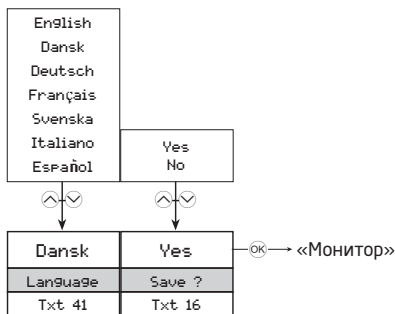 English
Dansk
Deutsch
Français
Svenska
Italiano
Español
Yes
No
Dansk
Yes
OK
«Монитор»
Language
Save ?
Txt 41
Txt 16